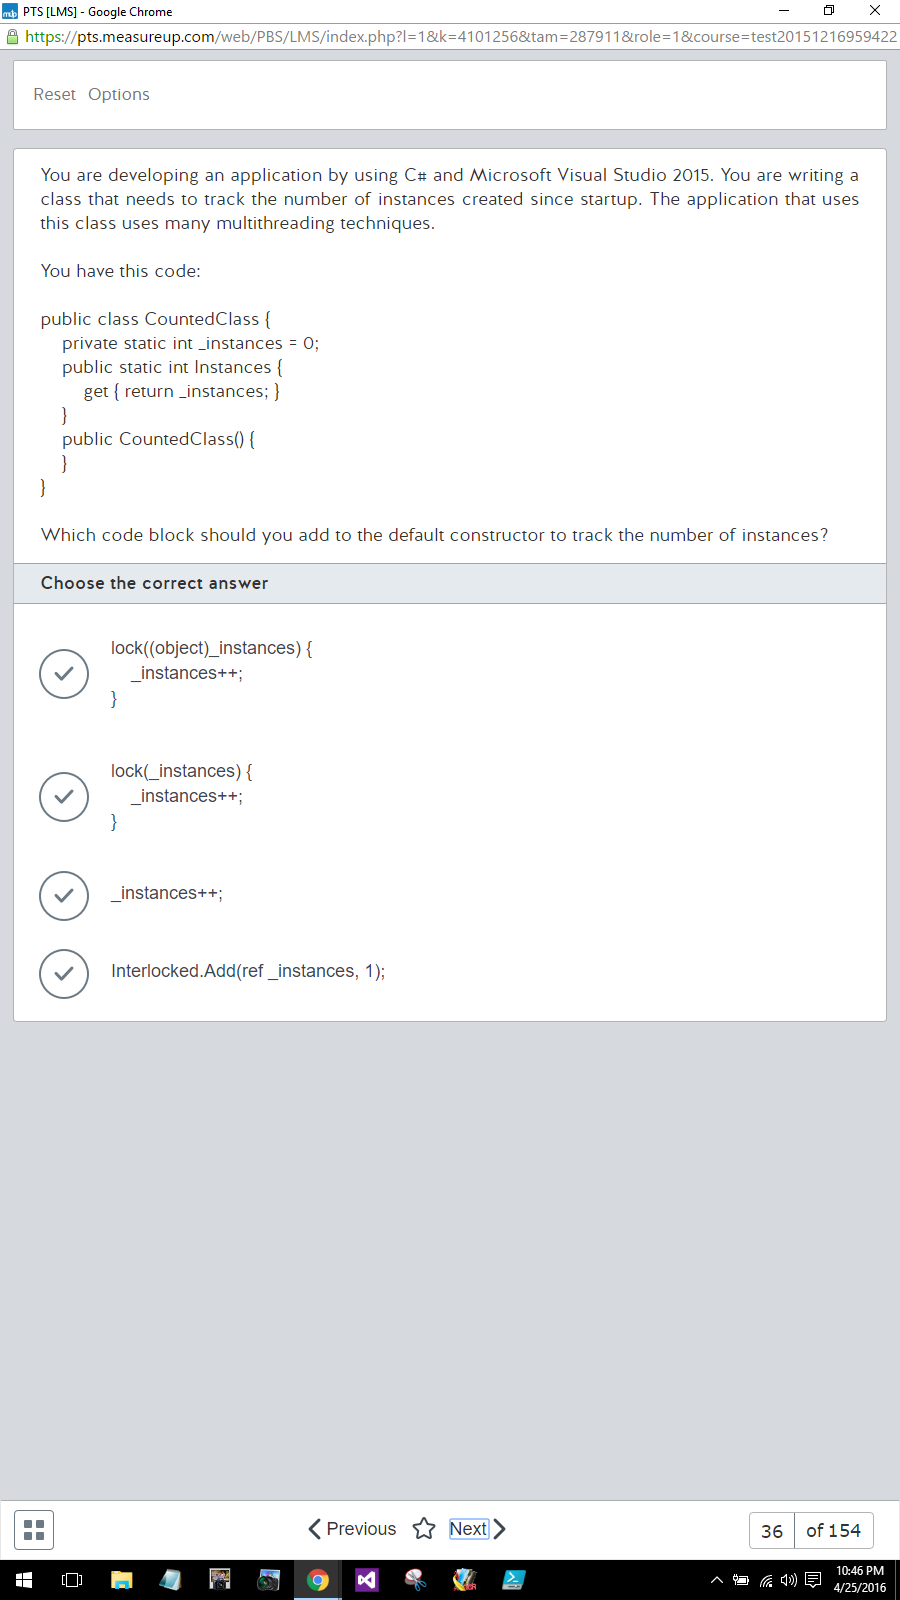 mup PTS [LMS] - Google Chrome
https://pts.measureup.com/web/PBS/LMS/index.php?l=1&k=4101256&tam=287911&role=1&course=test20151216959422
Reset Options
You are developing an application by using C# and Microsoft Visual Studio 2015. You are writing a
class that needs to track the number of instances created since startup. The application that uses
this class uses many multithreading techniques.
You have this code:
public class CountedClass {
private static int _instances = 0;
public static int Instances {
get { return _instances; }
}
public CountedClass() {
}
}
Which code block should you add to the default constructor to track the number of instances?
Choose the correct answer
lock((object)_instances) {
_instances++;
}
lock(_instances) {
_instances++;
}
_instances++;
Interlocked.Add(ref _instances, 1);
Previous Next 36 of 154
10:46 PM
4/25/2016